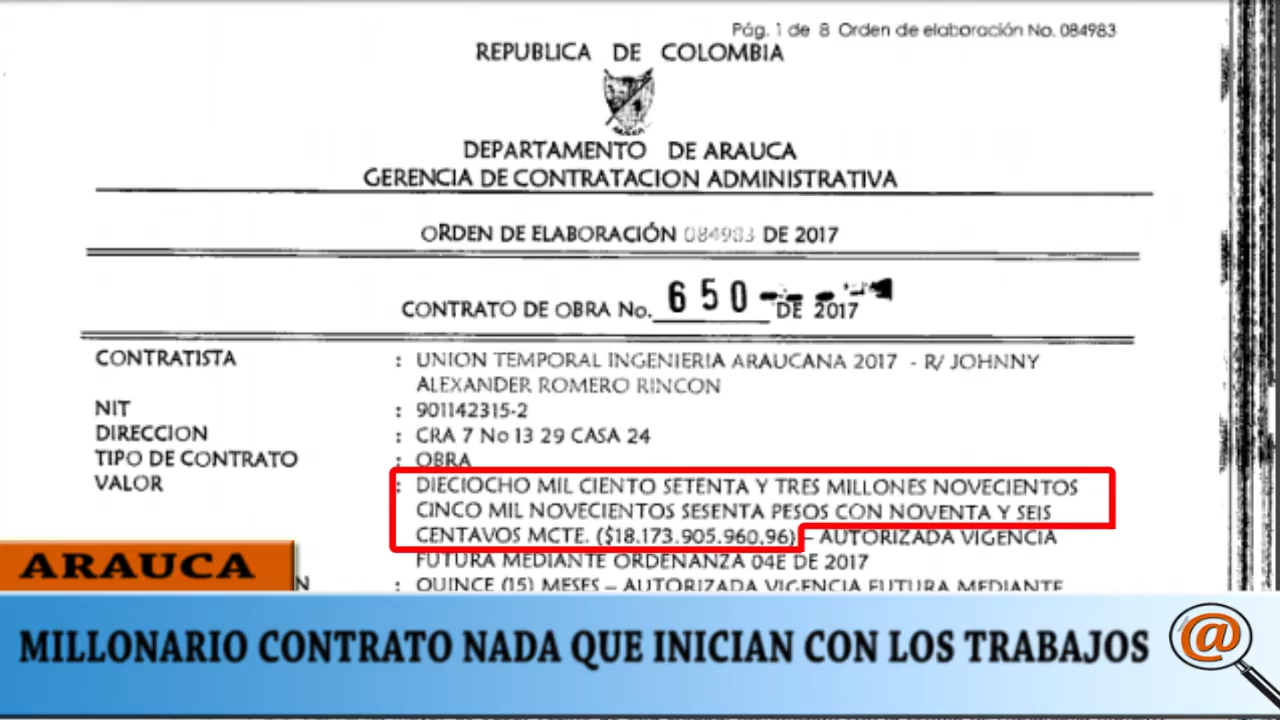 Pág. 1 de 8 Orden de elaboración No. 084983
REPUBLICA DE COLOMBIA
DEPARTAMENTO DE ARAUCA
GERENCIA DE CONTRATACION ADMINISTRATIVA
ORDEN DE ELABORACIÓN 084983 DE 2017
CONTRATO DE OBRA No. 650 DE 2017
CONTRATISTA : UNION TEMPORAL INGENIERIA ARAUCANA 2017 - R/ JOHNNY
ALEXANDER ROMERO RINCON
NIT : 901142315-2
DIRECCION : CRA 7 No 13 29 CASA 24
TIPO DE CONTRATO : OBRA
VALOR : DIECIOCHO MIL CIENTO SETENTA Y TRES MILLONES NOVECIENTOS
CINCO MIL NOVECIENTOS SESENTA PESOS CON NOVENTA Y SEIS
CENTAVOS MCTE. ($18.173.905.960,96) – AUTORIZADA VIGENCIA
FUTURA MEDIANTE ORDENANZA 04E DE 2017
: QUINCE (15) MESES – AUTORIZADA VIGENCIA FUTURA MEDIANTE
ARAUCA
MILLONARIO CONTRATO NADA QUE INICIAN CON LOS TRABAJOS
@